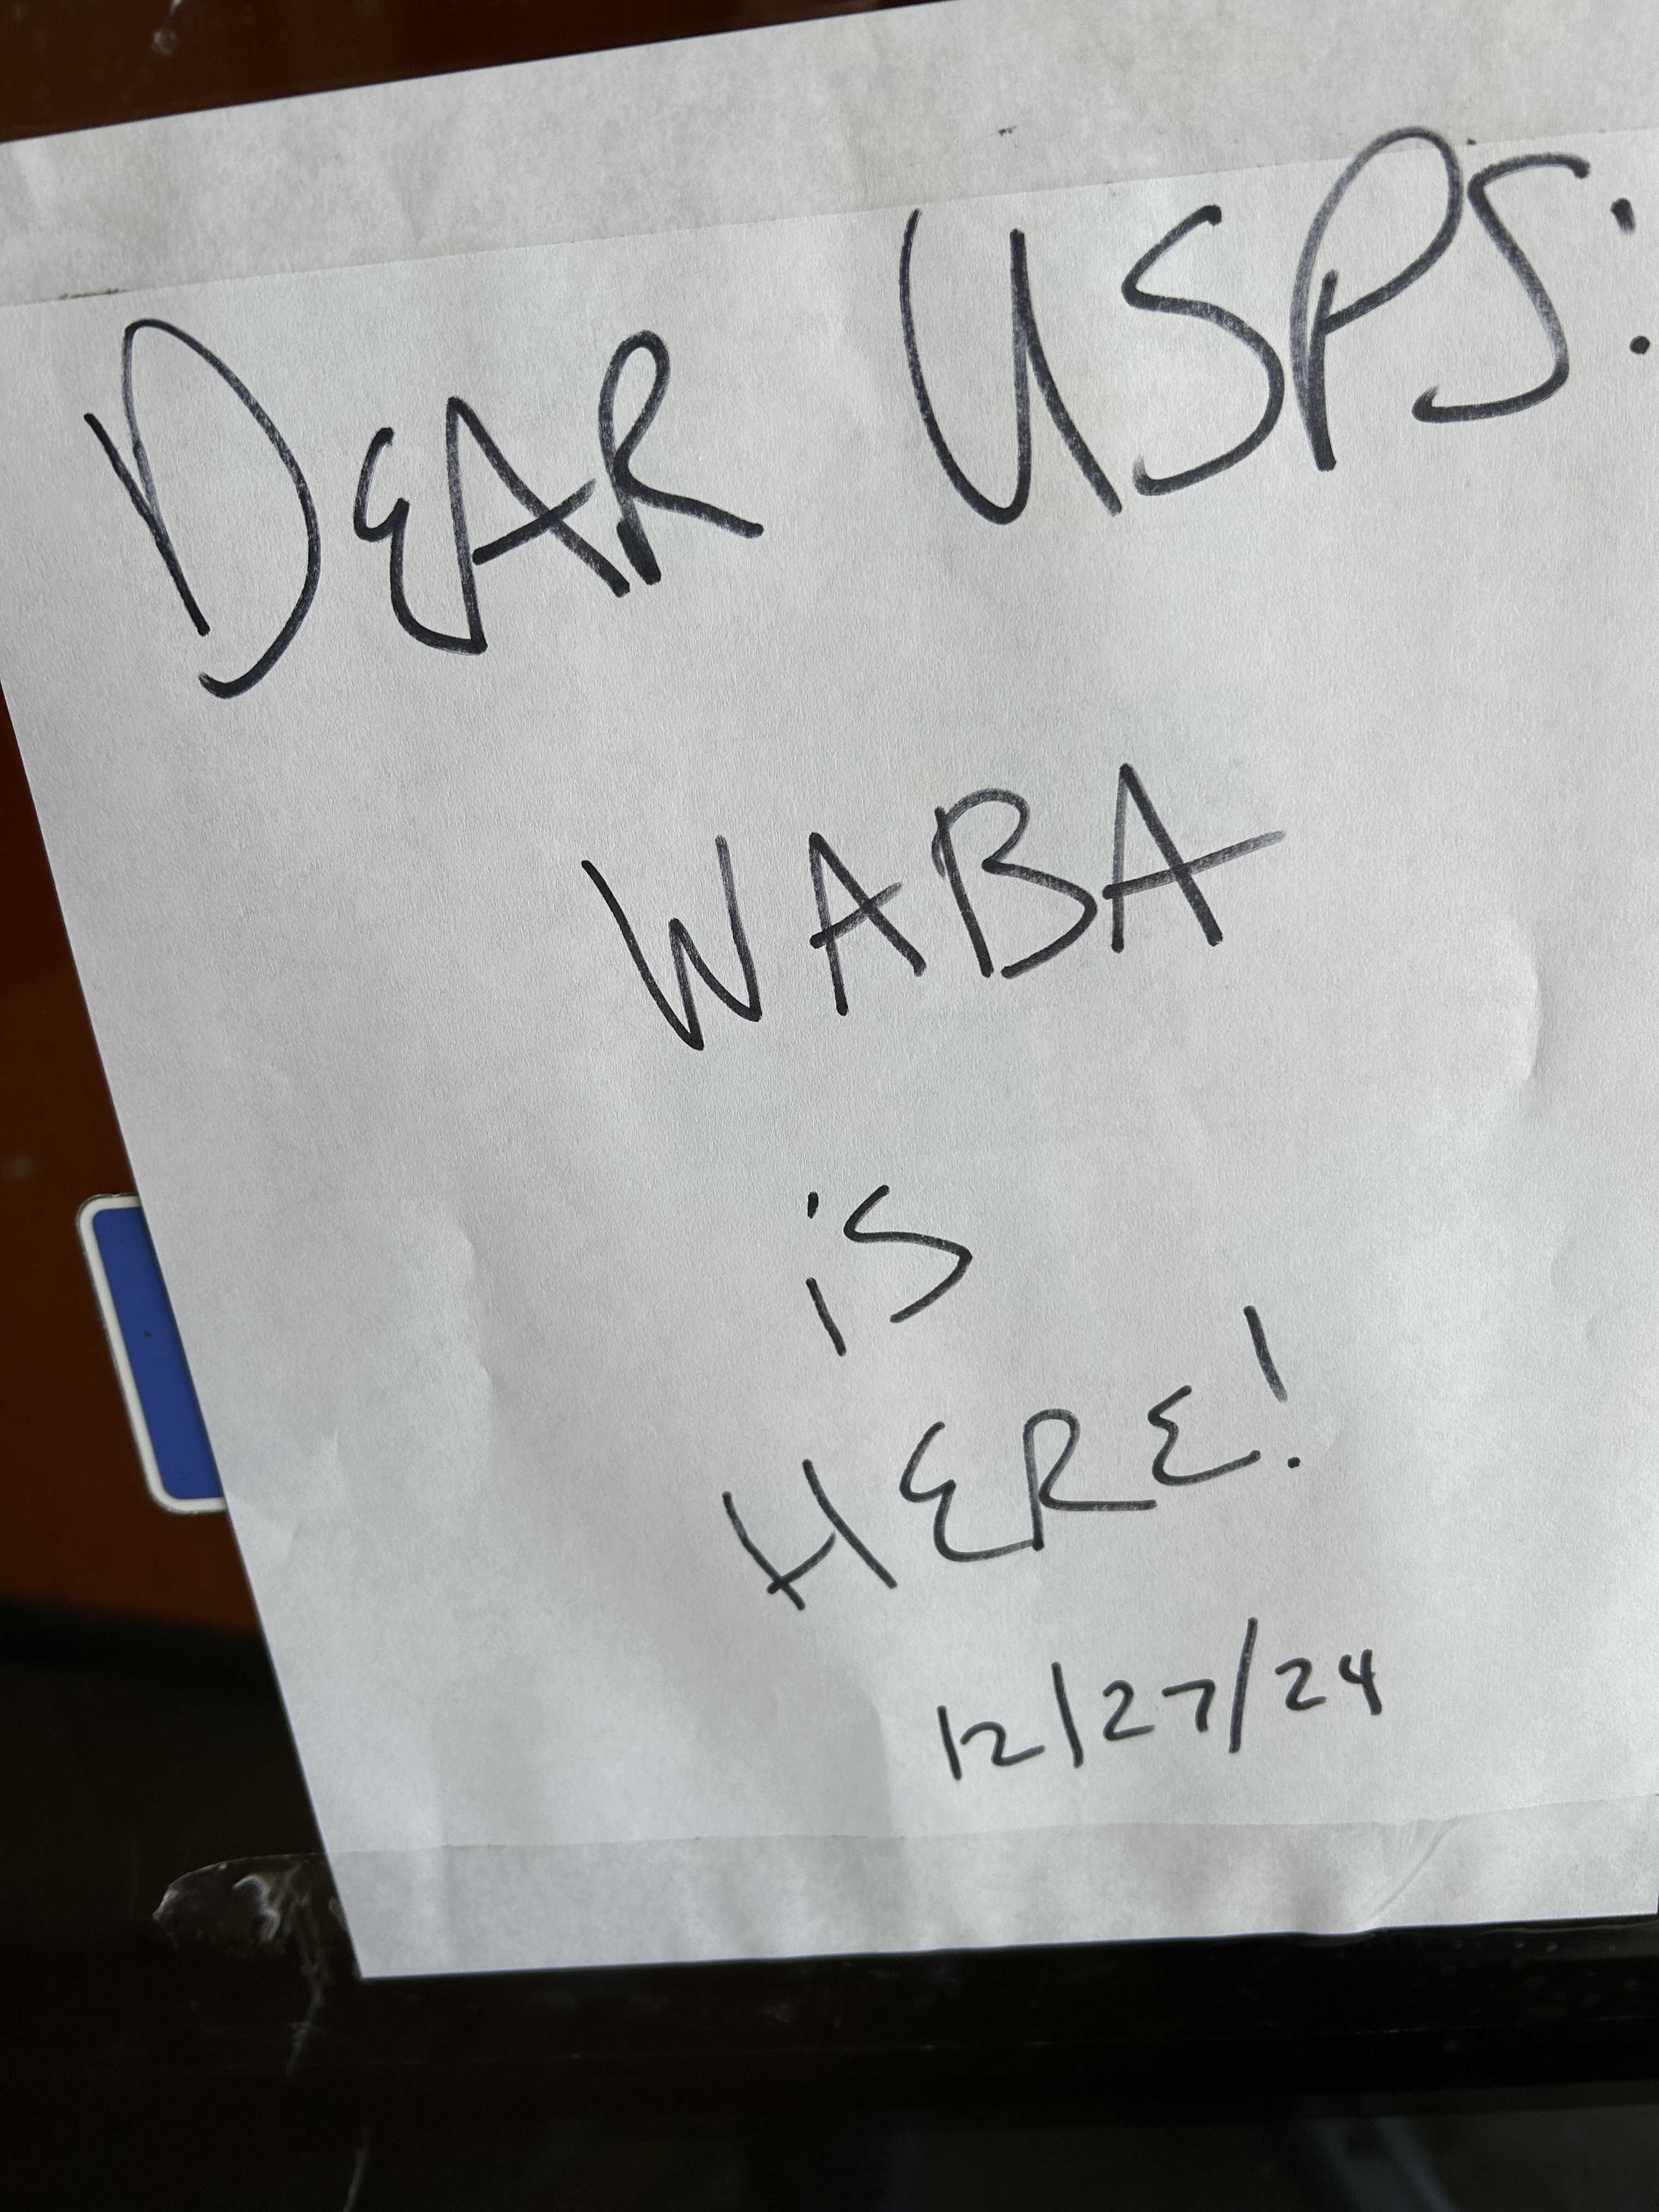 DEAR USPS:
WABA
iS
HERE!
12/27/24